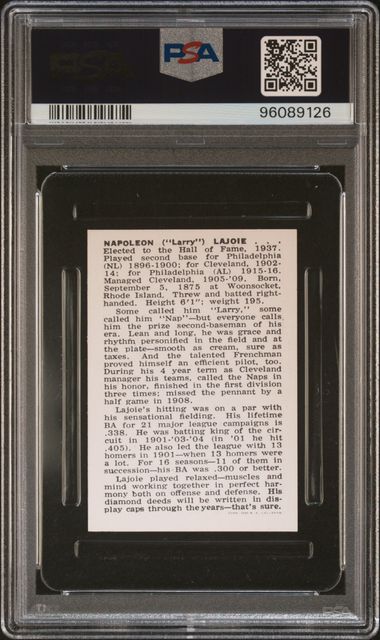 PSA
96089126
NAPOLEON ("Larry") LAJOIE . . .
Elected to the Hall of Fame, 1937.
Played second base for Philadelphia
(NL) 1896-1900; for Cleveland, 1902-
14; for Philadelphia (AL) 1915-16.
Managed Cleveland, 1905-'09. Born,
September 5, 1875 at Woonsocket,
Rhode Island. Threw and batted right-
handed. Height 6'1"; weight 195.
Some called him "Larry," some
called him "Nap"—but everyone calls
him the prize second-baseman of his
era. Lean and long, he was grace and
rhythm personified in the field and at
the plate—smooth as cream, sure as
taxes. And the talented Frenchman
proved himself an efficient pilot, too.
During his 4 year term as Cleveland
manager his teams, called the Naps in
his honor, finished in the first division
three times; missed the pennant by a
half game in 1908.
Lajoie's hitting was on a par with
his sensational fielding. His lifetime
BA for 21 major league campaigns is
.338. He was batting king of the cir-
cuit in 1901-'03-'04 (in '01 he hit
.405). He also led the league with 13
homers in 1901—when 13 homers were
a lot. For 16 seasons—11 of them in
succession—his BA was .300 or better.
Lajoie played relaxed—muscles and
mind working together in perfect har-
mony both on offense and defense. His
diamond deeds will be written in dis-
play caps through the years—that's sure.